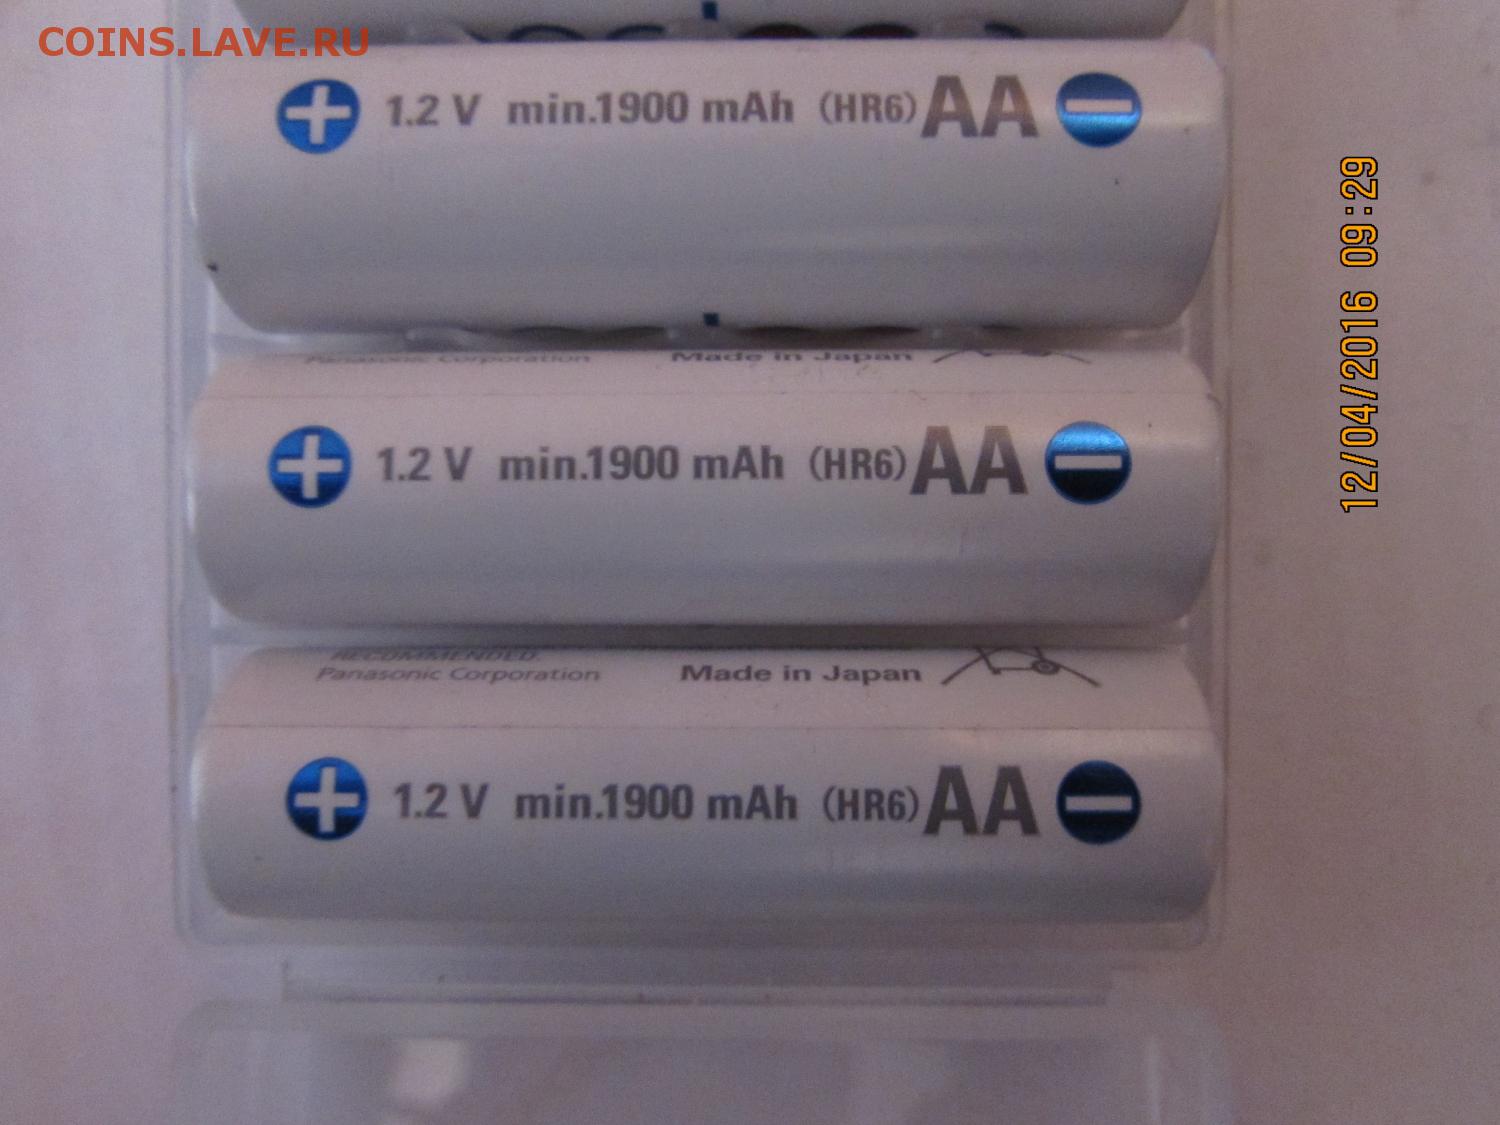 COINS.LAVE.RU
1.2 V min.1900 mAh (HR6) AA
Panasonic Corporation Made in Japan
1.2 V min.1900 mAh (HR6) AA
RECOMMENDED.
Panasonic Corporation Made in Japan
1.2 V min.1900 mAh (HR6) AA
12/04/2016 09:29